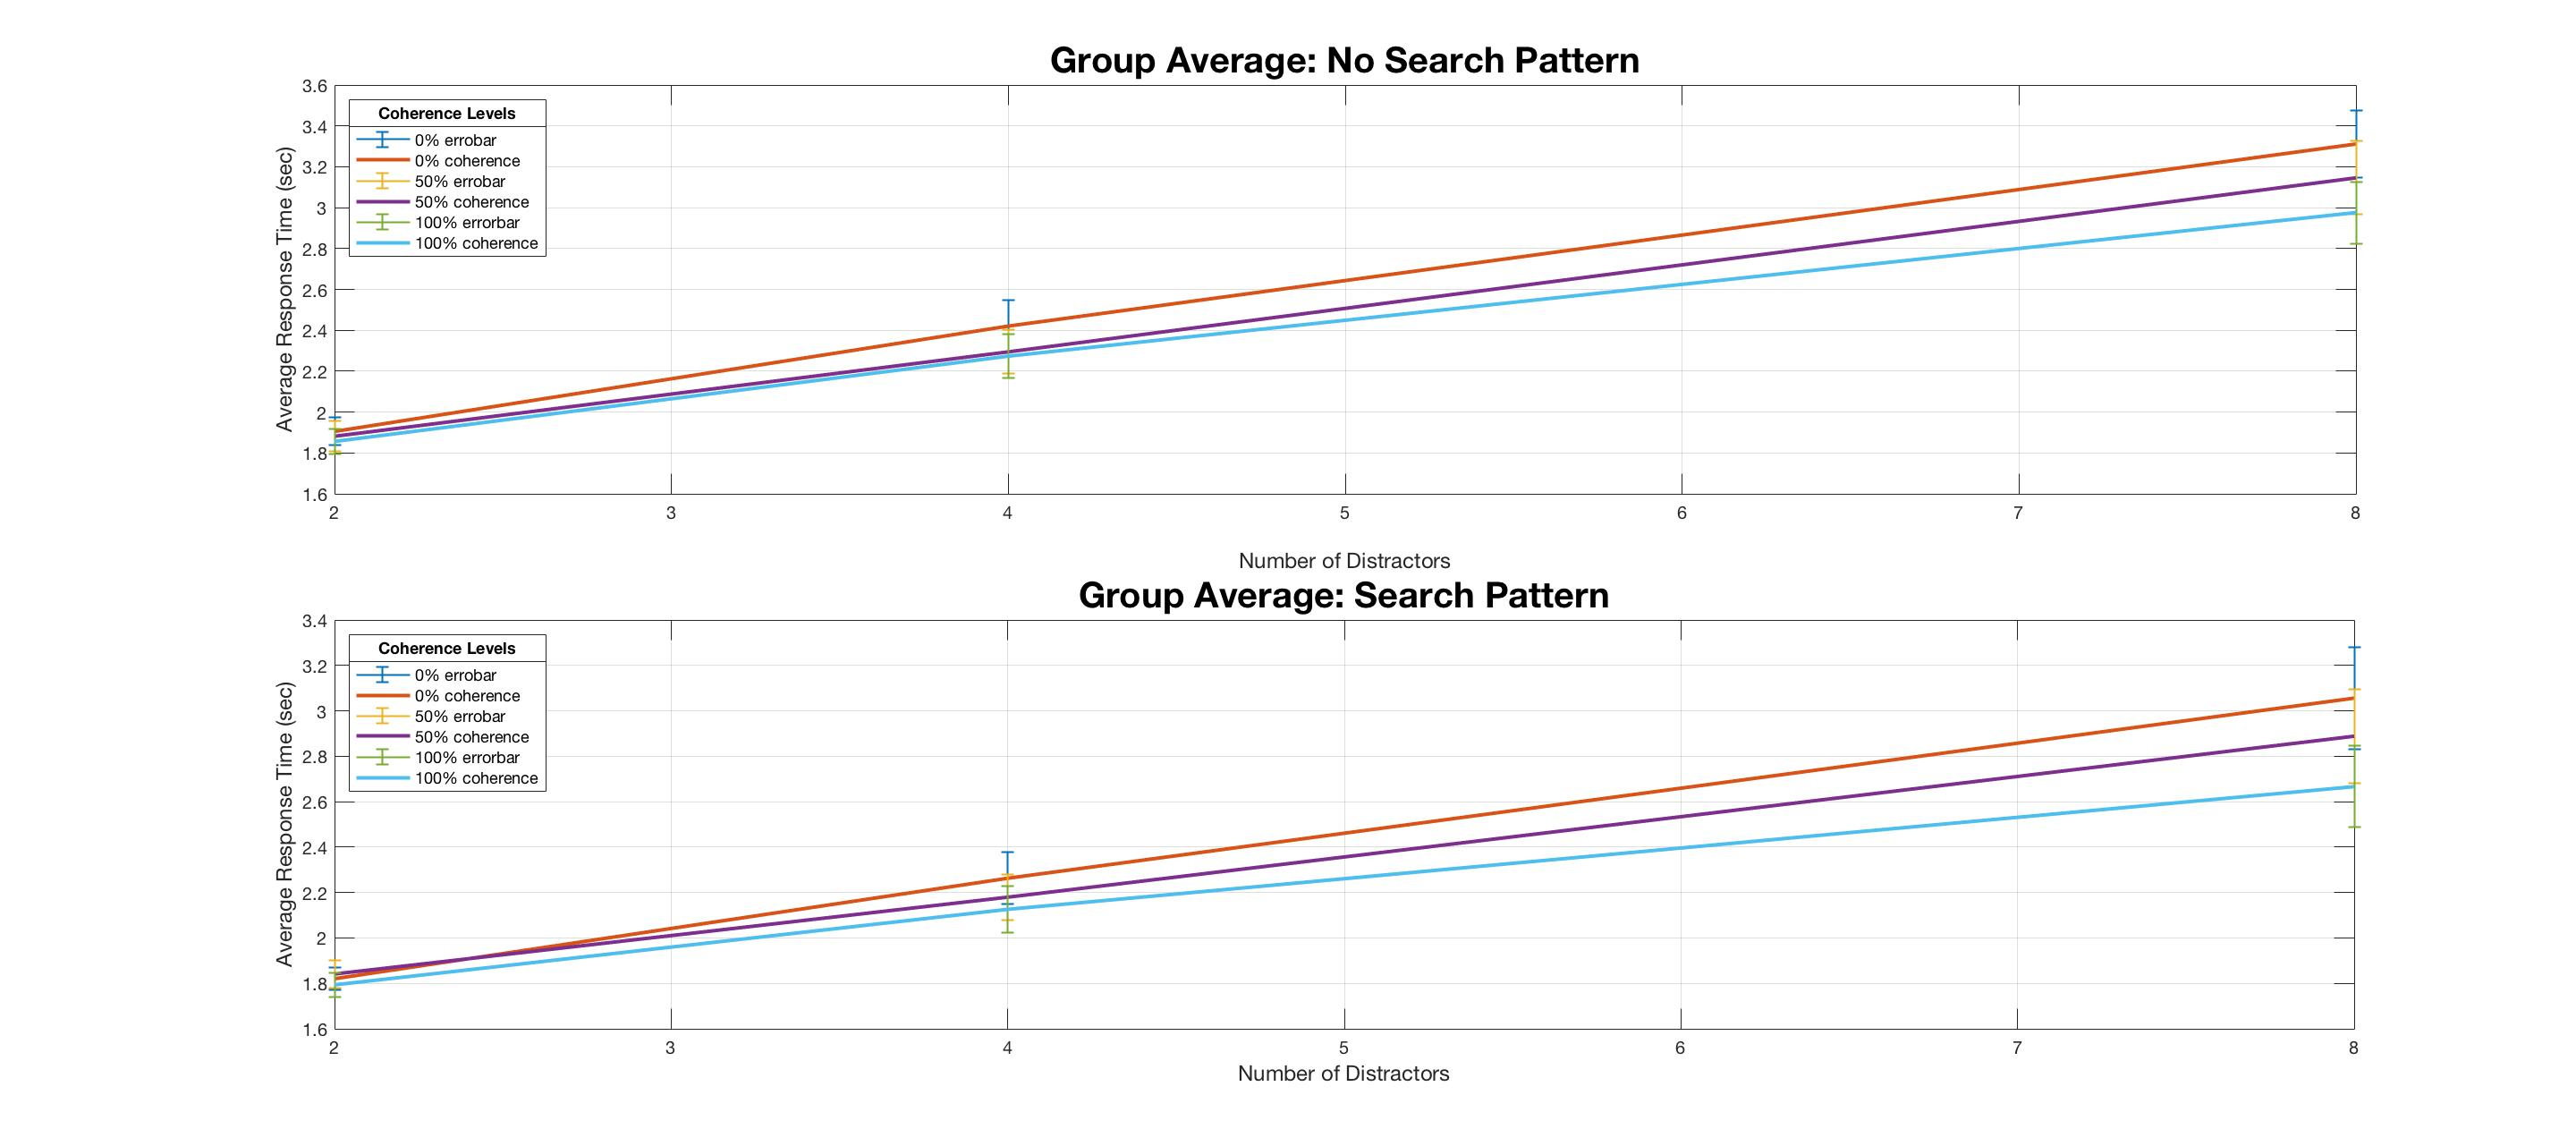 Group Average: No Search Pattern
Average Response Time (sec)
3.6
3.4
3.2
3
2.8
2.6
2.4
2.2
2
1.8
1.6
Coherence Levels
0% errobar
0% coherence
50% errobar
50% coherence
100% errorbar
100% coherence
2 3 4 5 6 7 8
Number of Distractors
Group Average: Search Pattern
Average Response Time (sec)
3.4
3.2
3
2.8
2.6
2.4
2.2
2
1.8
1.6
Coherence Levels
0% errobar
0% coherence
50% errobar
50% coherence
100% errorbar
100% coherence
2 3 4 5 6 7 8
Number of Distractors